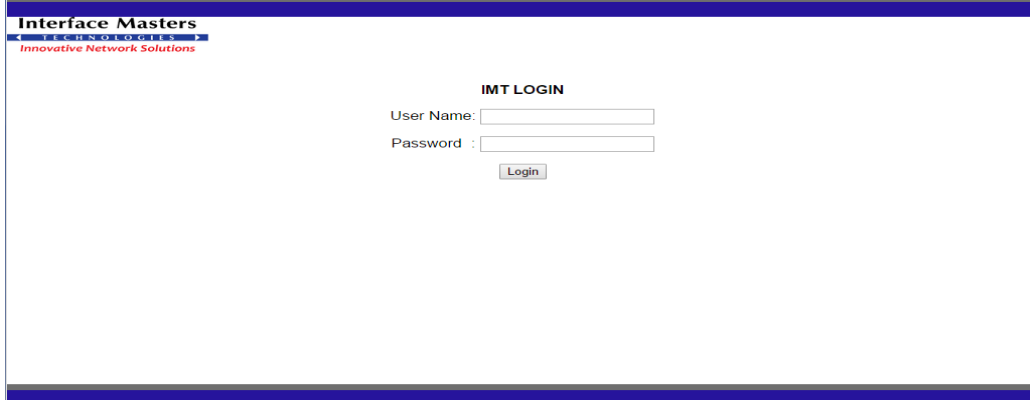 Interface Masters
TECHNOLOGIES
Innovative Network Solutions
IMT LOGIN
User Name:
Password :
Login